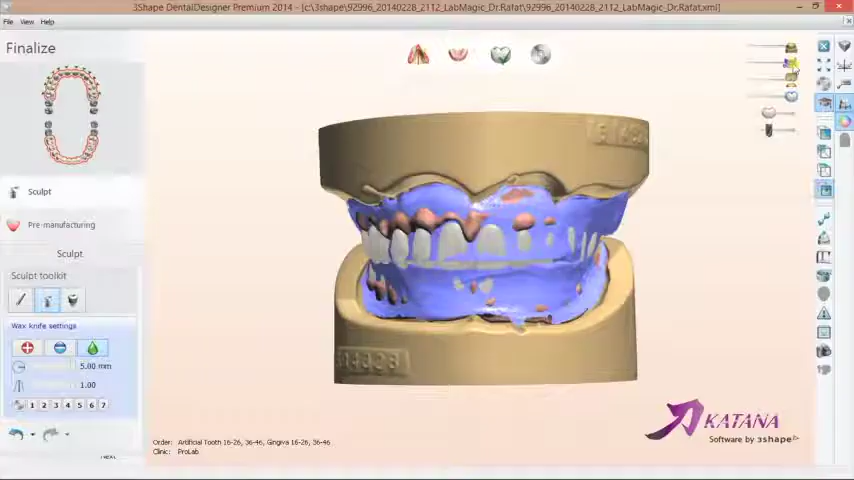 3Shape DentalDesigner Premium 2014 - [c:\3shape\92996_20140228_2112_LabMagic_Dr.Rafat\92996_20140228_2112_LabMagic_Dr.Rafat.xml]
File View Help
Finalize
Sculpt
Pre-manufacturing
Sculpt
Sculpt toolkit
Wax knife settings
5.00 mm
1.00
1 2 3 4 5 6 7
Order: Artificial Tooth 16-26, 36-46, Gingiva 16-26, 36-46
Clinic: ProLab
KATANA
Software by 3shape